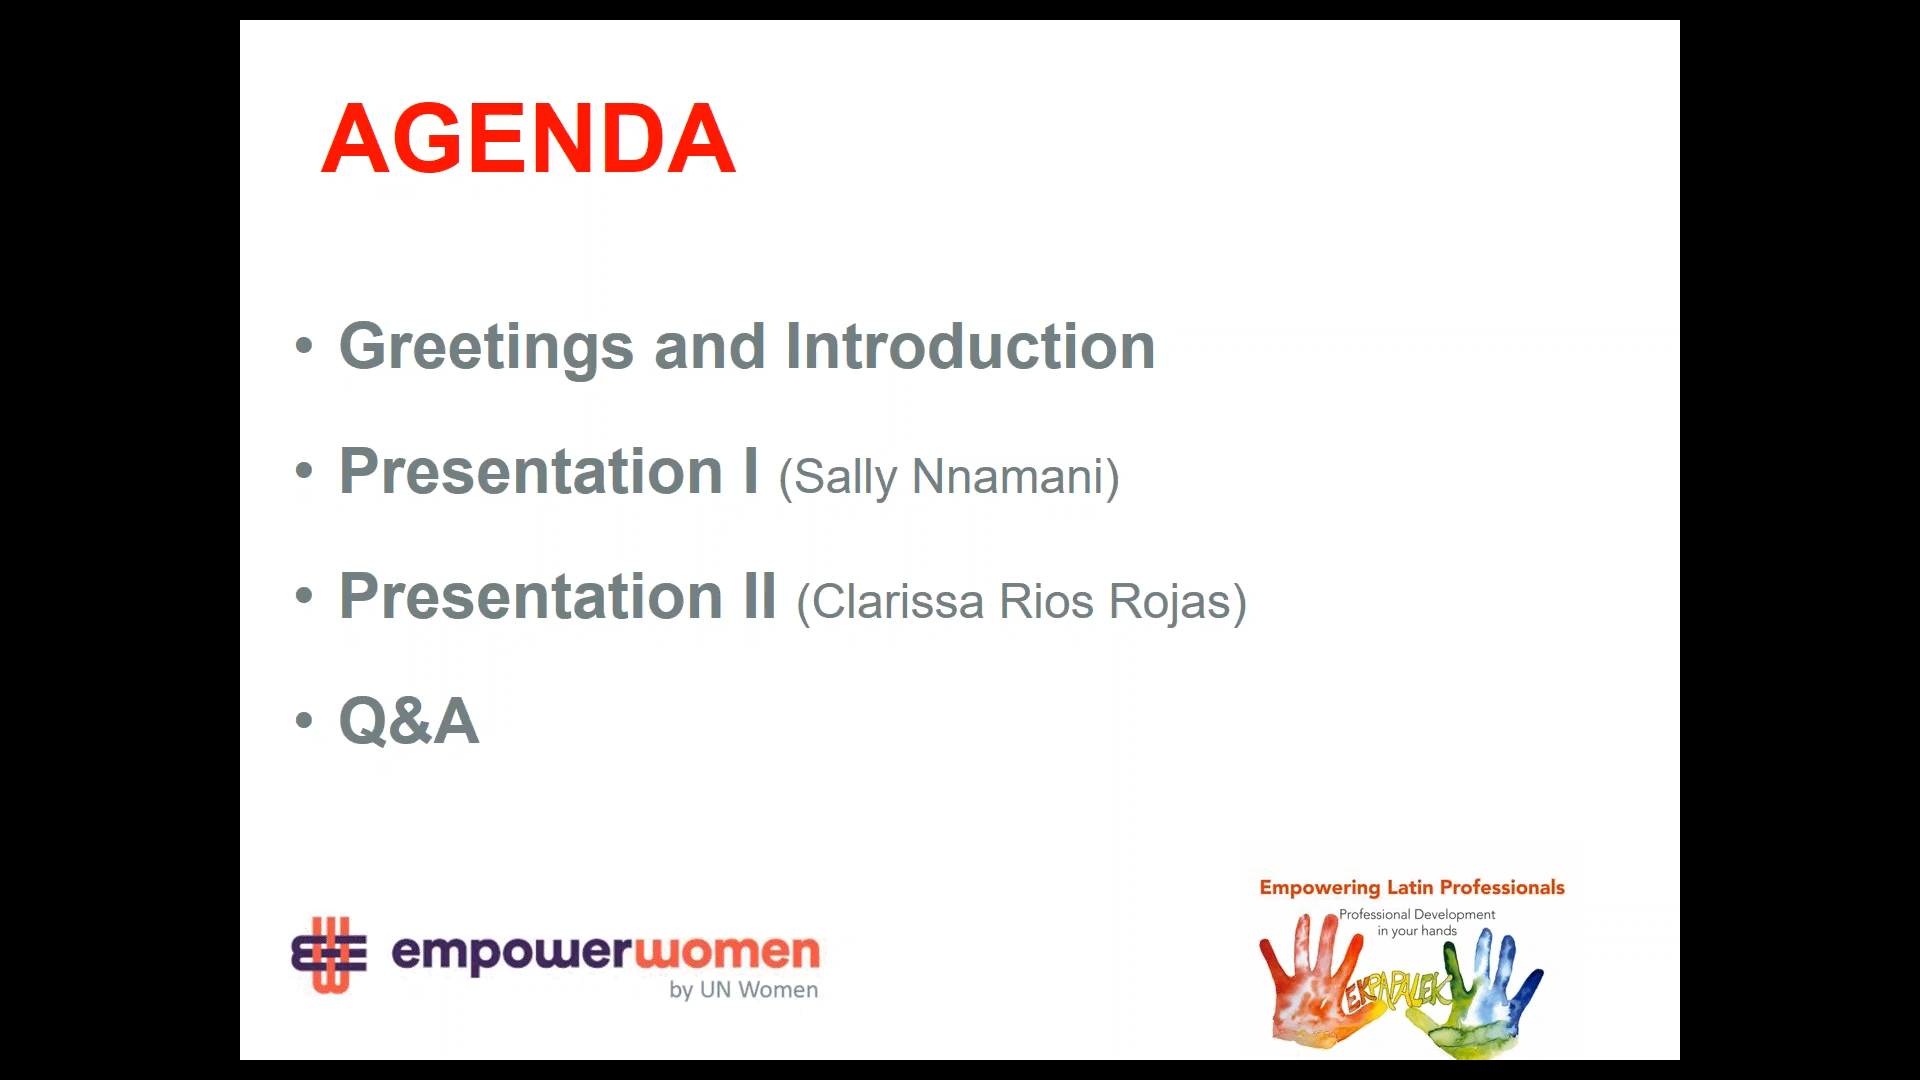 AGENDA
• Greetings and Introduction
• Presentation I (Sally Nnamani)
• Presentation II (Clarissa Rios Rojas)
• Q&A
empowerwomen
by UN Women
Empowering Latin Professionals
Professional Development
in your hands
EKPAPALEK